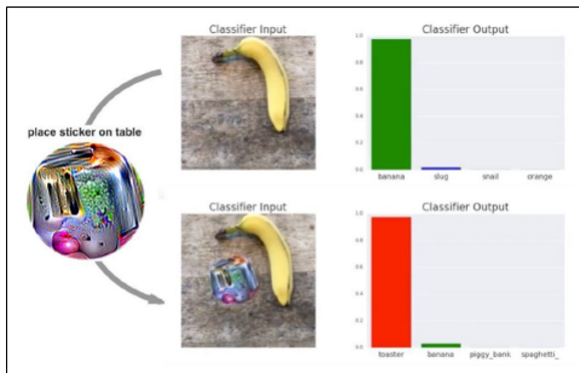 Classifier Input
Classifier Output
1.0
0.8
0.6
0.4
0.2
0.0
banana slug snail orange
place sticker on table
Classifier Input
Classifier Output
1.0
0.8
0.6
0.4
0.2
0.0
toaster banana piggy_bank spaghetti_